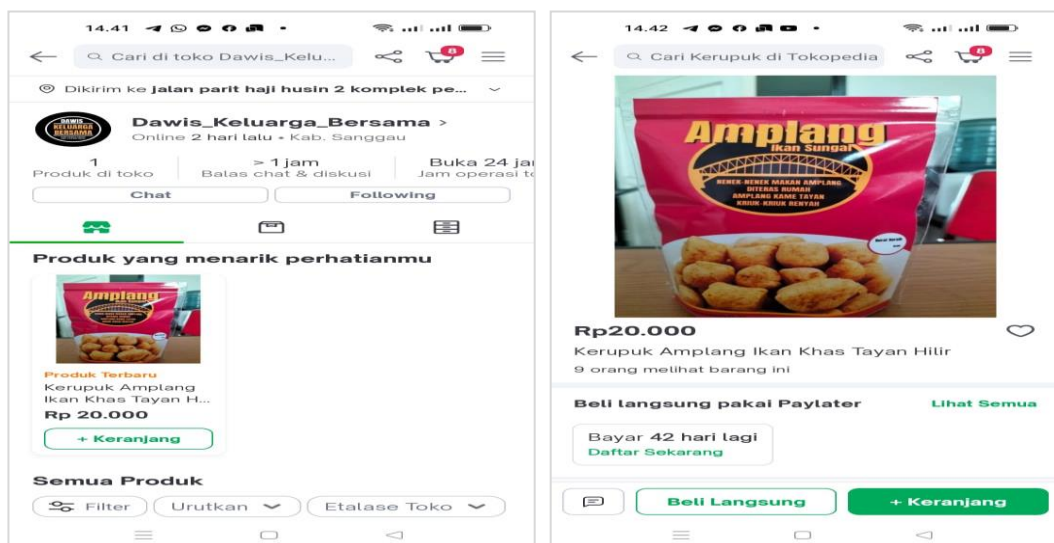 14.41
Cari di toko Dawis_Kelu...
8
Dikirim ke jalan parit haji husin 2 komplek pe...
DAWIS
KELUARGA
BERSAMA
Dawis_Keluarga_Bersama >
Online 2 hari lalu • Kab. Sanggau
1
Produk di toko
> 1 jam
Balas chat & diskusi
Buka 24 ja
Jam operasi t
Chat
Following
Produk yang menarik perhatianmu
Amplang
Produk Terbaru
Kerupuk Amplang
Ikan Khas Tayan H...
Rp 20.000
+ Keranjang
Semua Produk
Filter
Urutkan
Etalase Toko
14.42
Cari Kerupuk di Tokopedia
8
Amplang
Ikan Sungai
NENEK-NENEK MAKAN AMPLANG
DITERAS RUMAH
AMPLANG KAME TAYAN
KRIUK-KRIUK RENYAH
Rp20.000
Kerupuk Amplang Ikan Khas Tayan Hilir
9 orang melihat barang ini
Beli langsung pakai Paylater
Lihat Semua
Bayar 42 hari lagi
Daftar Sekarang
Beli Langsung
+ Keranjang